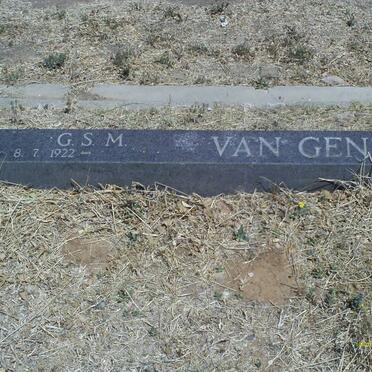 G.S.M. VAN GEN
8. 7. 1922 —